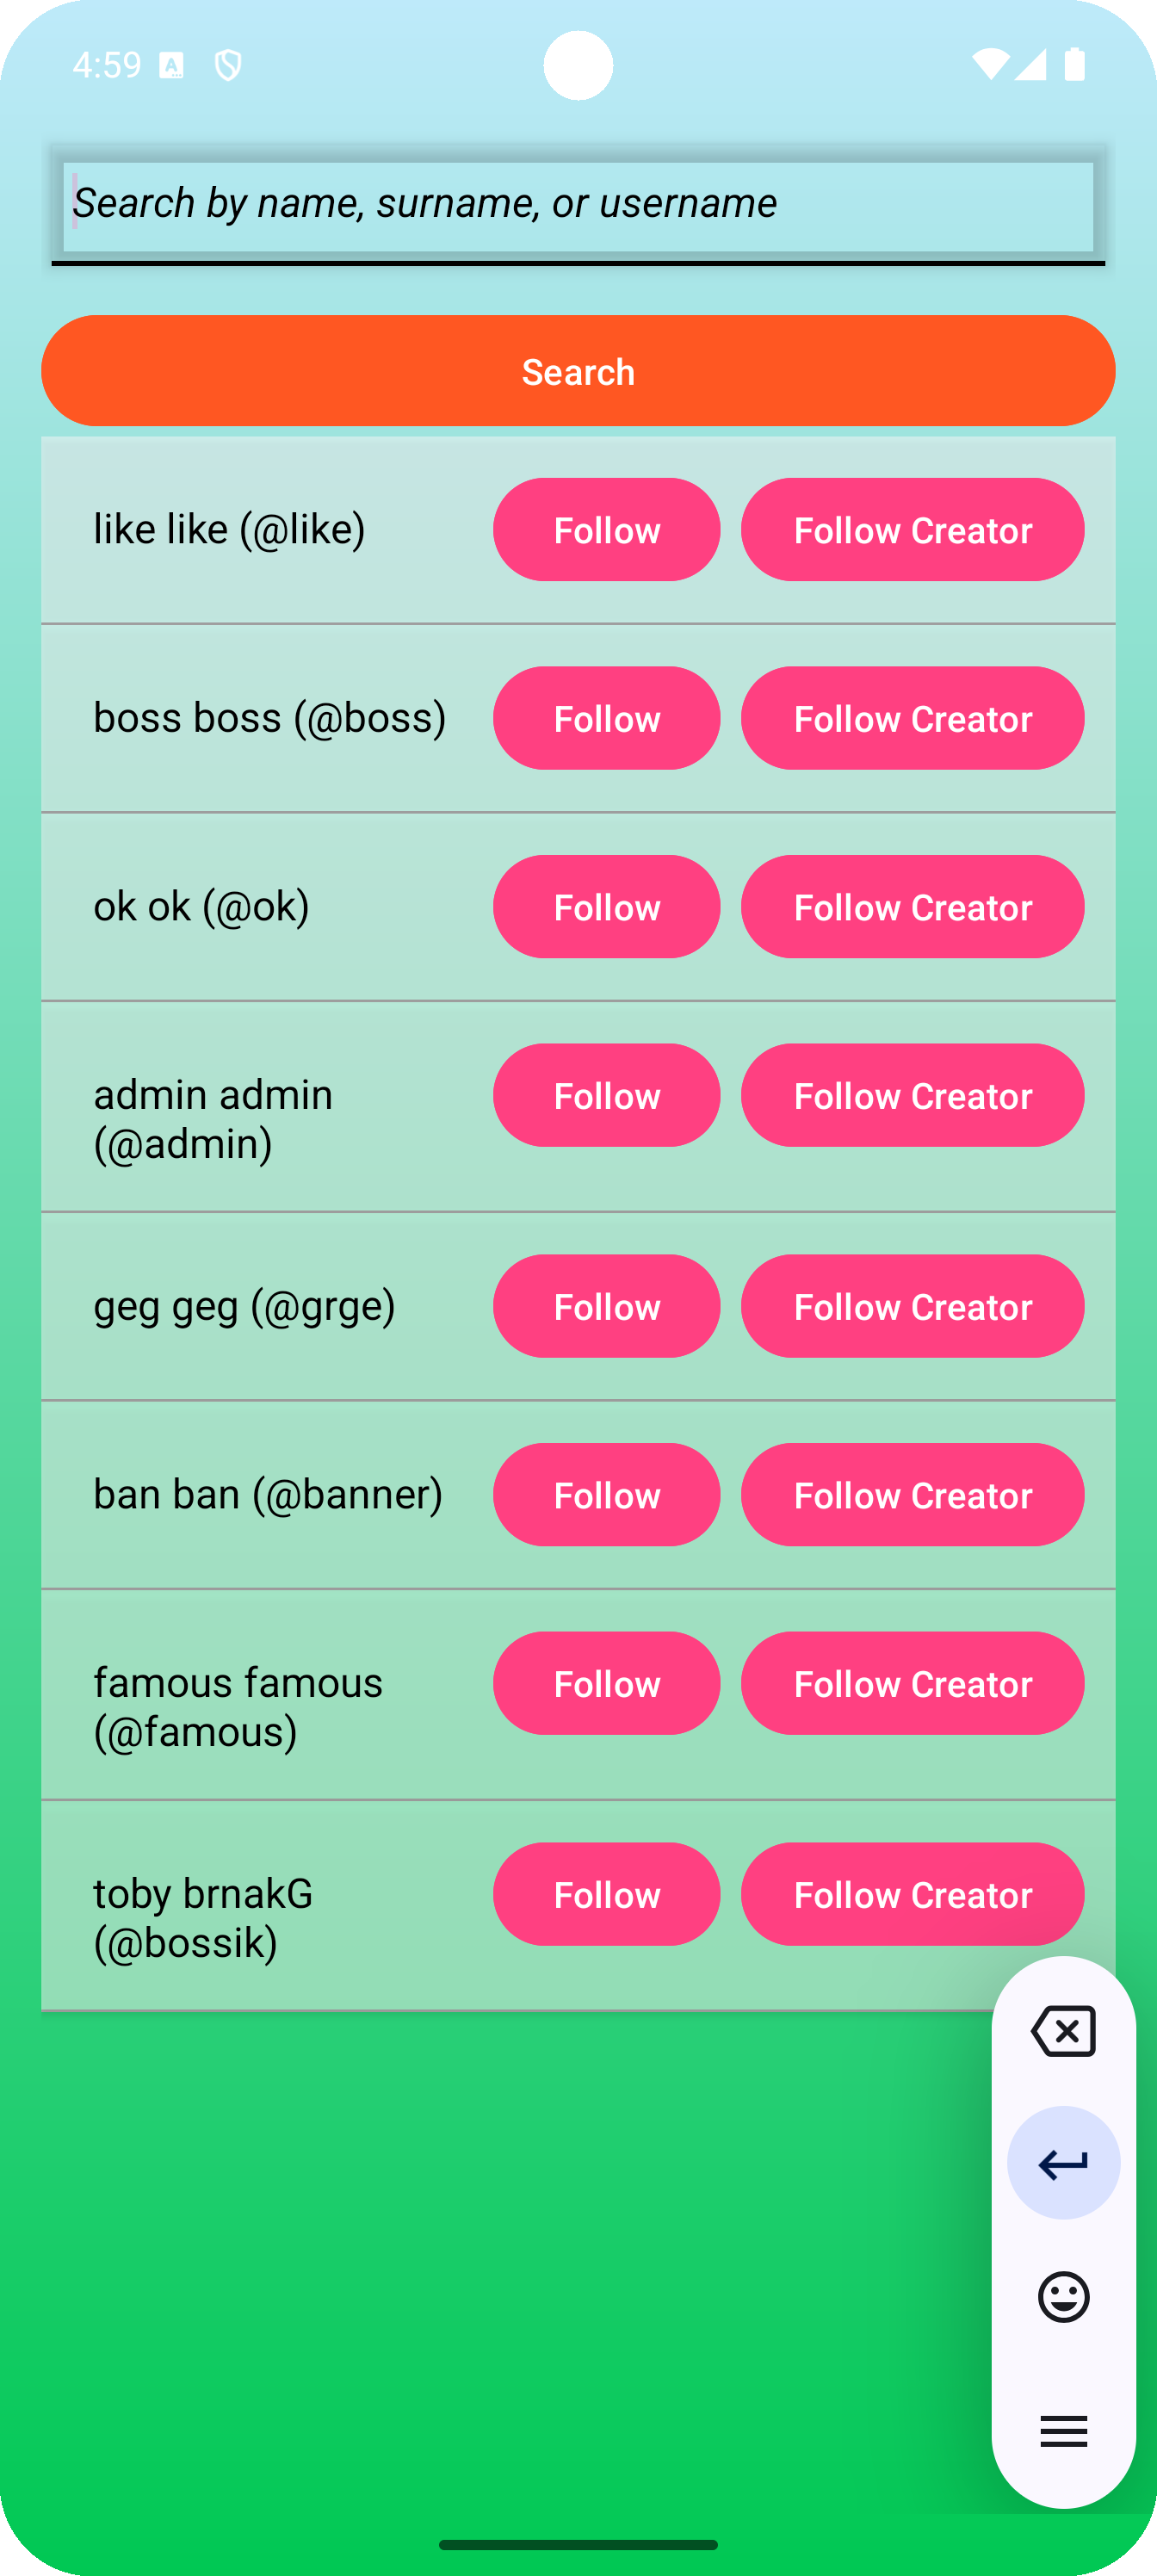 4:59
Search by name, surname, or username
Search
like like (@like) Follow Follow Creator
boss boss (@boss) Follow Follow Creator
ok ok (@ok) Follow Follow Creator
admin admin Follow Follow Creator
(@admin)
geg geg (@grge) Follow Follow Creator
ban ban (@banner) Follow Follow Creator
famous famous Follow Follow Creator
(@famous)
toby brnakG Follow Follow Creator
(@bossik)